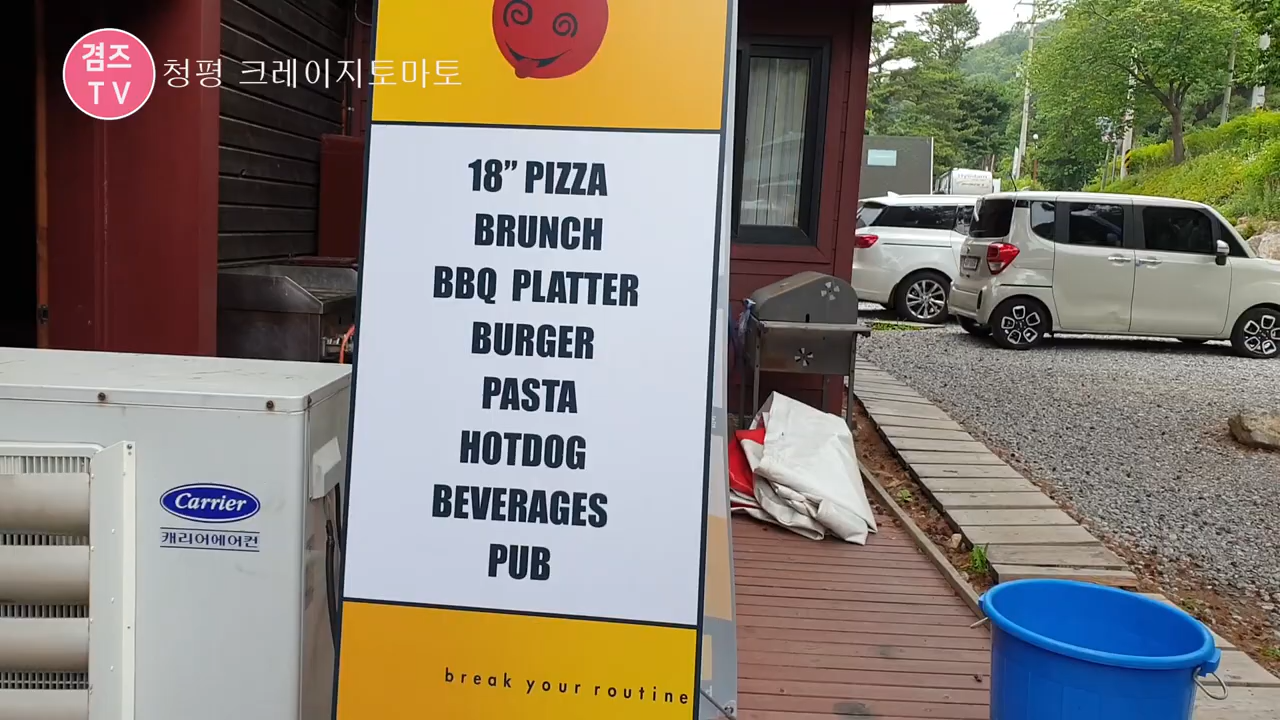 겸즈
TV
청평 크레이지토마토
18” PIZZA
BRUNCH
BBQ PLATTER
BURGER
PASTA
HOTDOG
BEVERAGES
PUB
break your routine
Carrier
캐리어에어컨